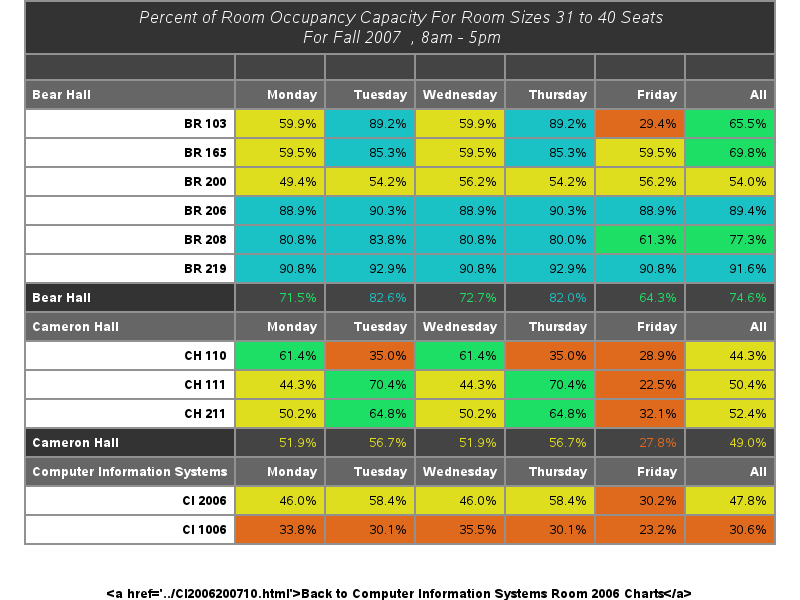 Percent of Room Occupancy Capacity For Room Sizes 31 to 40 Seats
For Fall 2007 , 8am - 5pm
Bear Hall Monday Tuesday Wednesday Thursday Friday All
BR 103 59.9% 89.2% 59.9% 89.2% 29.4% 65.5%
BR 165 59.5% 85.3% 59.5% 85.3% 59.5% 69.8%
BR 200 49.4% 54.2% 56.2% 54.2% 56.2% 54.0%
BR 206 88.9% 90.3% 88.9% 90.3% 88.9% 89.4%
BR 208 80.8% 83.8% 80.8% 80.0% 61.3% 77.3%
BR 219 90.8% 92.9% 90.8% 92.9% 90.8% 91.6%
Bear Hall 71.5% 82.6% 72.7% 82.0% 64.3% 74.6%
Cameron Hall Monday Tuesday Wednesday Thursday Friday All
CH 110 61.4% 35.0% 61.4% 35.0% 28.9% 44.3%
CH 111 44.3% 70.4% 44.3% 70.4% 22.5% 50.4%
CH 211 50.2% 64.8% 50.2% 64.8% 32.1% 52.4%
Cameron Hall 51.9% 56.7% 51.9% 56.7% 27.8% 49.0%
Computer Information Systems Monday Tuesday Wednesday Thursday Friday All
CI 2006 46.0% 58.4% 46.0% 58.4% 30.2% 47.8%
CI 1006 33.8% 30.1% 35.5% 30.1% 23.2% 30.6%
<a href='../CI2006200710.html'>Back to Computer Information Systems Room 2006 Charts</a>